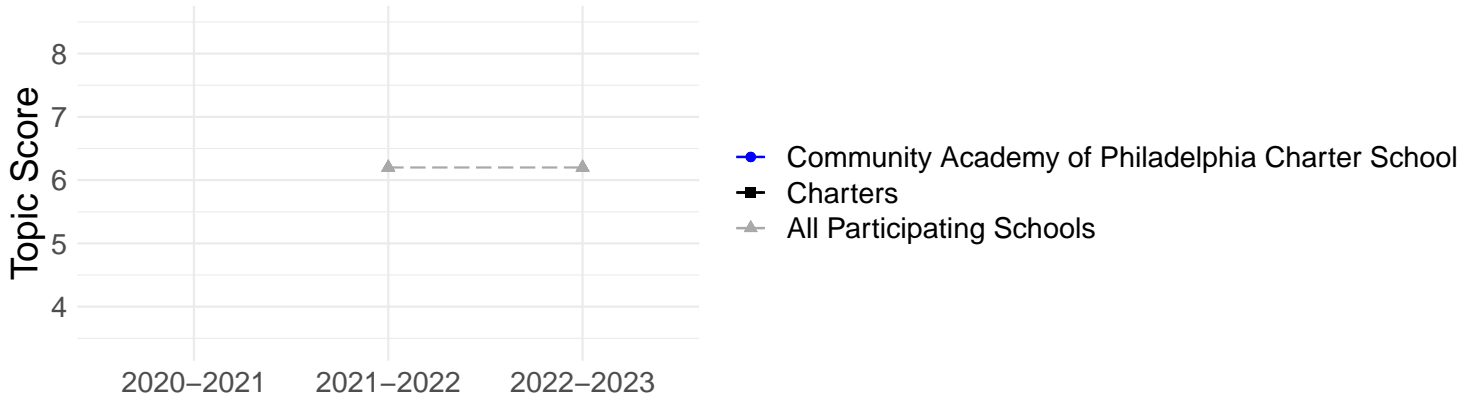 Topic Score
8
7
6
5
4
2020–2021 2021–2022 2022–2023
Community Academy of Philadelphia Charter School
Charters
All Participating Schools